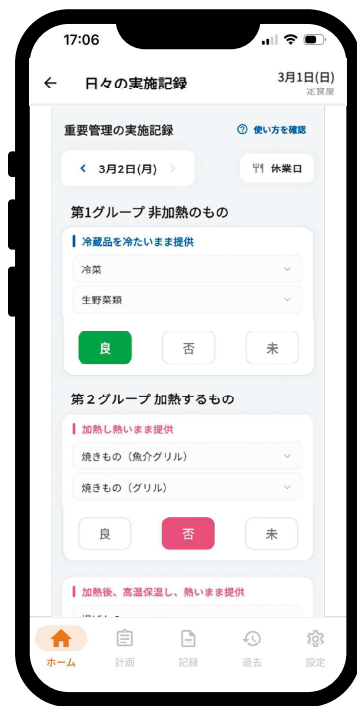 17:06
日々の実施記録
3月1日(日)
定食屋
重要管理の実施記録
使い方を確認
3月2日(月)
休業日
第1グループ 非加熱のもの
冷蔵品を冷たいまま提供
冷菜
生野菜類
良
否
未
第２グループ 加熱するもの
加熱し熱いまま提供
焼きもの（魚介グリル）
焼きもの（グリル）
良
否
未
加熱後、高温保温し、熱いまま提供
ホーム
計画
記録
過去
設定